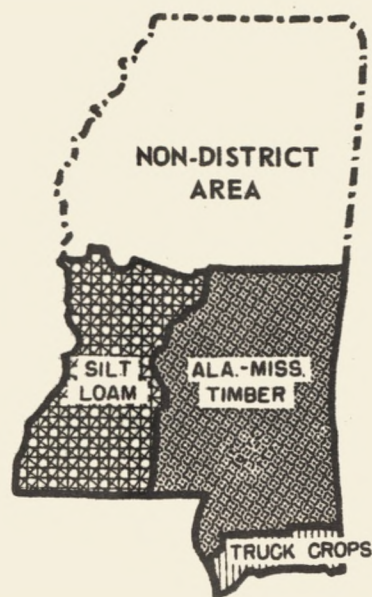 NON-DISTRICT
AREA
SILT
LOAM
ALA.-MISS.
TIMBER
TRUCK CROPS